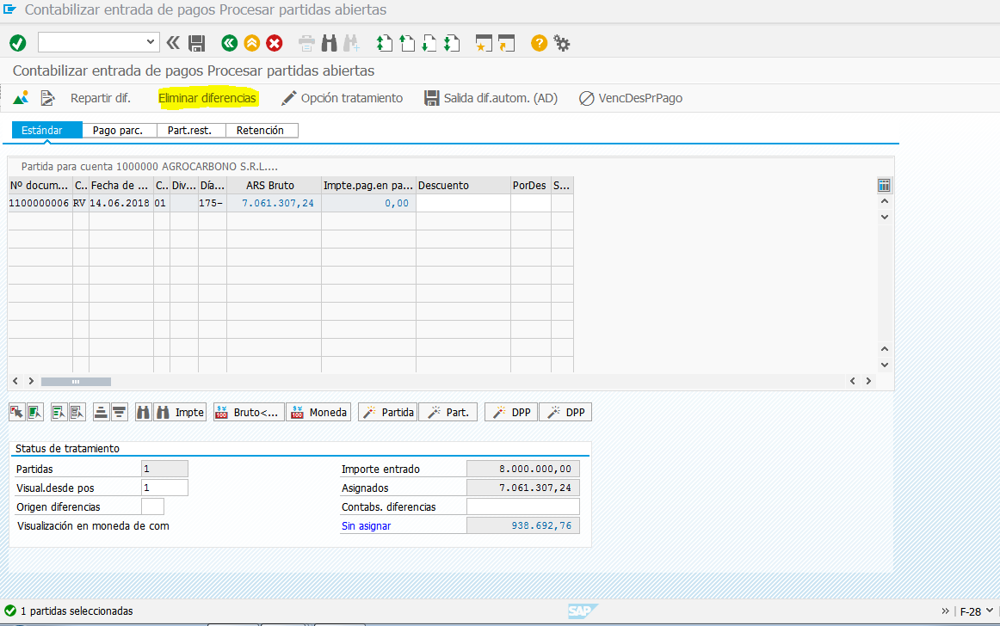 Contabilizar entrada de pagos Procesar partidas abiertas
Contabilizar entrada de pagos Procesar partidas abiertas
Repartir dif. Eliminar diferencias Opción tratamiento Salida dif.autom. (AD) VencDesPrPago
Estándar Pago parc. Part.rest. Retención
Partida para cuenta 1000000 AGROCARBONO S.R.L....
Nº docum... C.. Fecha de ... C.. Div... Día... ARS Bruto Impte.pag.en pa... Descuento PorDes S...
1100000006 RV 14.06.2018 01 175- 7.061.307,24 0,00
Impte Bruto<... Moneda Partida Part. DPP DPP
Status de tratamiento
Partidas 1 Importe entrado 8.000.000,00
Visual.desde pos 1 Asignados 7.061.307,24
Origen diferencias Contabs. diferencias
Visualización en moneda de com Sin asignar 938.692,76
1 partidas seleccionadas SAP F-28